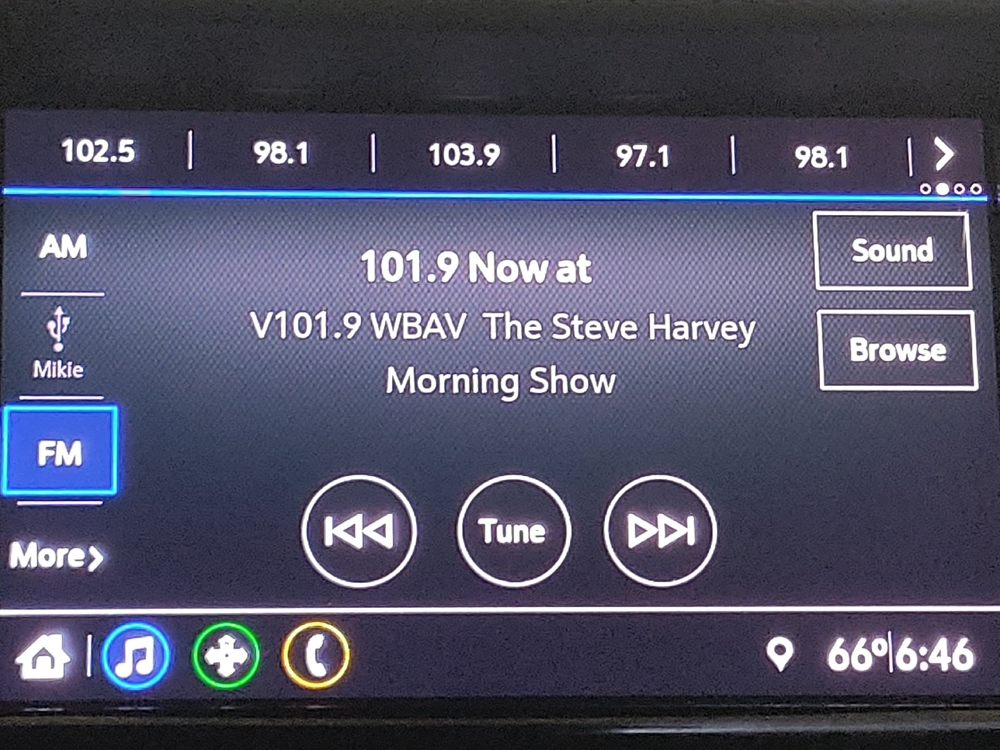 102.5 | 98.1 | 103.9 | 97.1 | 98.1
AM
101.9 Now at
Sound
V101.9 WBAV The Steve Harvey
Morning Show
Browse
Mikie
FM
Tune
More
66° 6:46